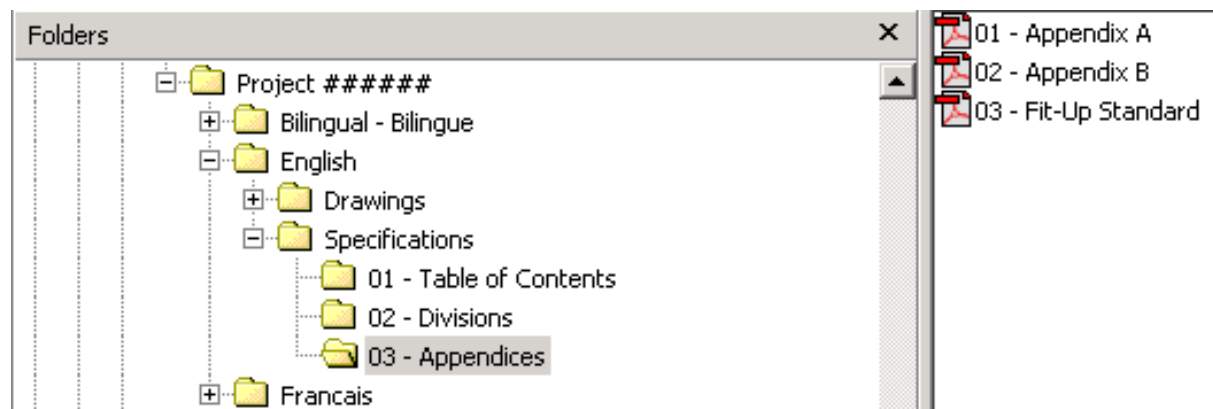 Folders
Project ######
Bilingual - Bilingue
English
Drawings
Specifications
01 - Table of Contents
02 - Divisions
03 - Appendices
Francais
01 - Appendix A
02 - Appendix B
03 - Fit-Up Standard